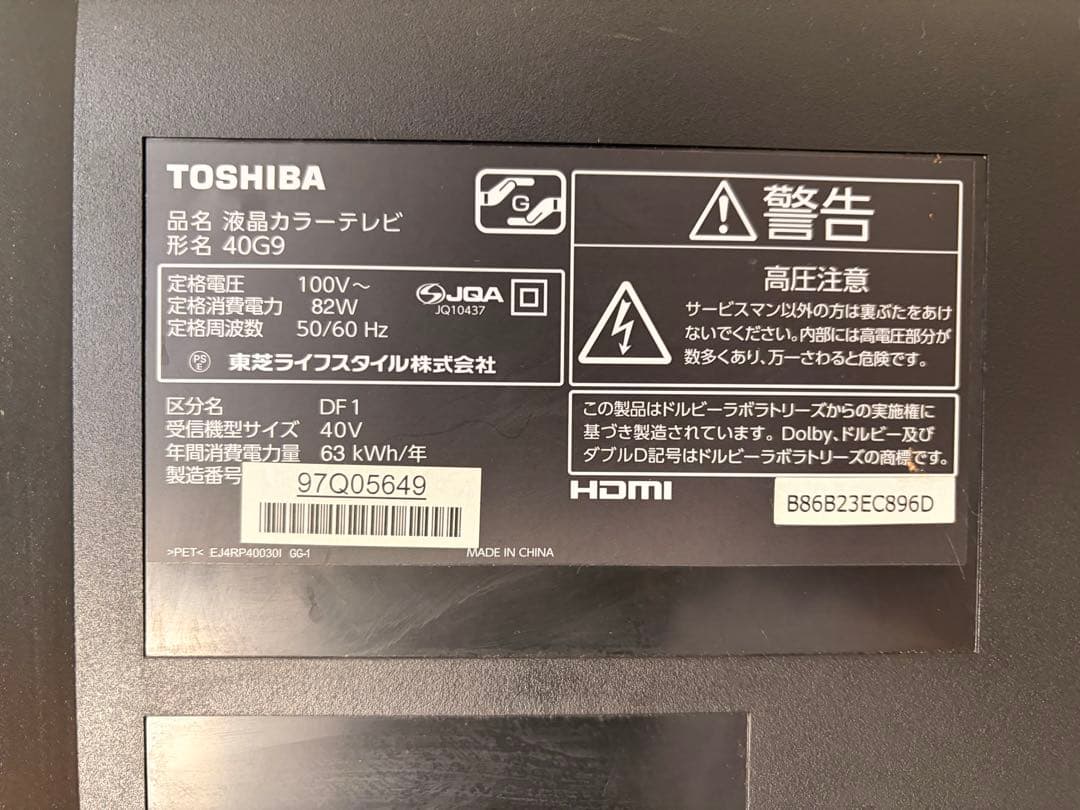 TOSHIBA
品名 液晶カラーテレビ
形名 40G9
G
定格電圧 100V～
定格消費電力 82W
定格周波数 50/60 Hz
JQA
JQ10437
PS
E
東芝ライフスタイル株式会社
区分名 DF1
受信機型サイズ 40V
年間消費電力量 63 kWh/年
製造番号
97Q05649
>PET< EJ4RP40030I GG-1
MADE IN CHINA
警告
高圧注意
サービスマン以外の方は裏ぶたをあけ
ないでください。内部には高電圧部分が
数多くあり、万一さわると危険です。
この製品はドルビーラボラトリーズからの実施権に
基づき製造されています。Dolby、ドルビー及び
ダブルD記号はドルビーラボラトリーズの商標です。
HDMI
B86B23EC896D